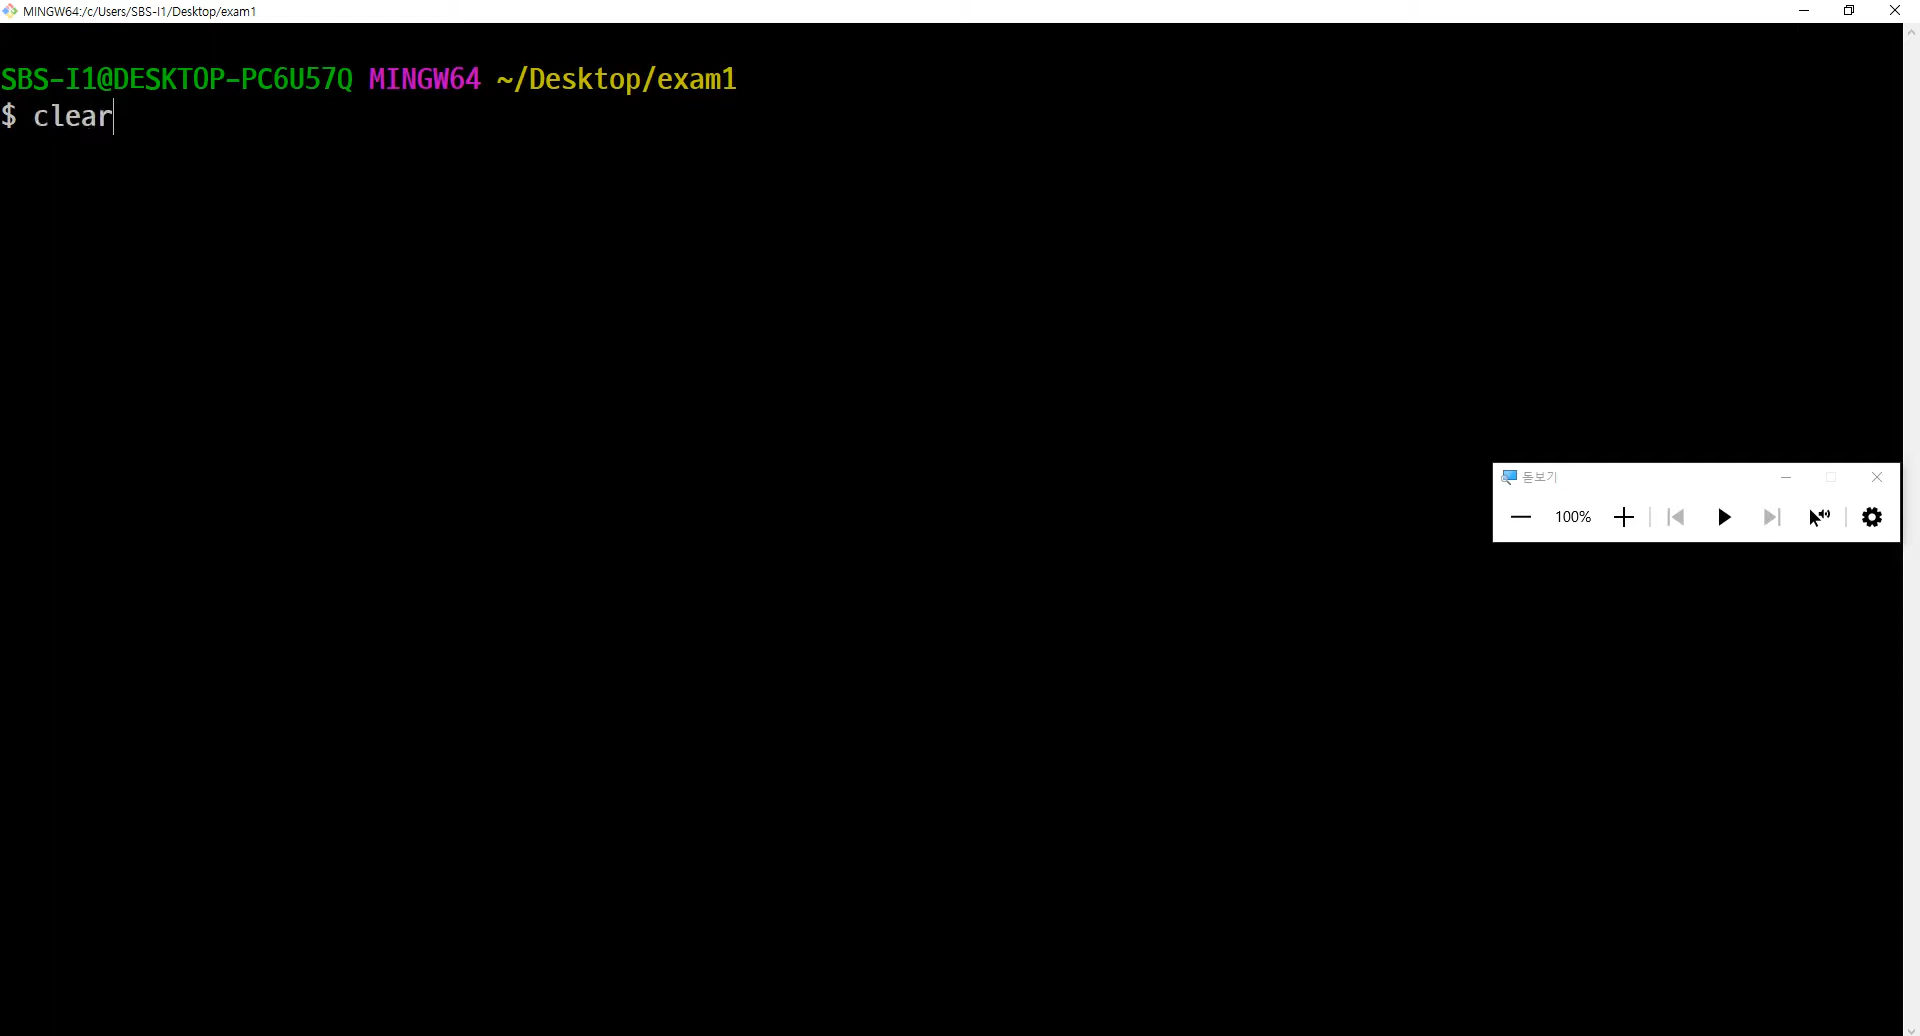 MINGW64:/c/Users/SBS-I1/Desktop/exam1
SBS-I1@DESKTOP-PC6U57Q MINGW64 ~/Desktop/exam1
$ clear
돋보기
100%